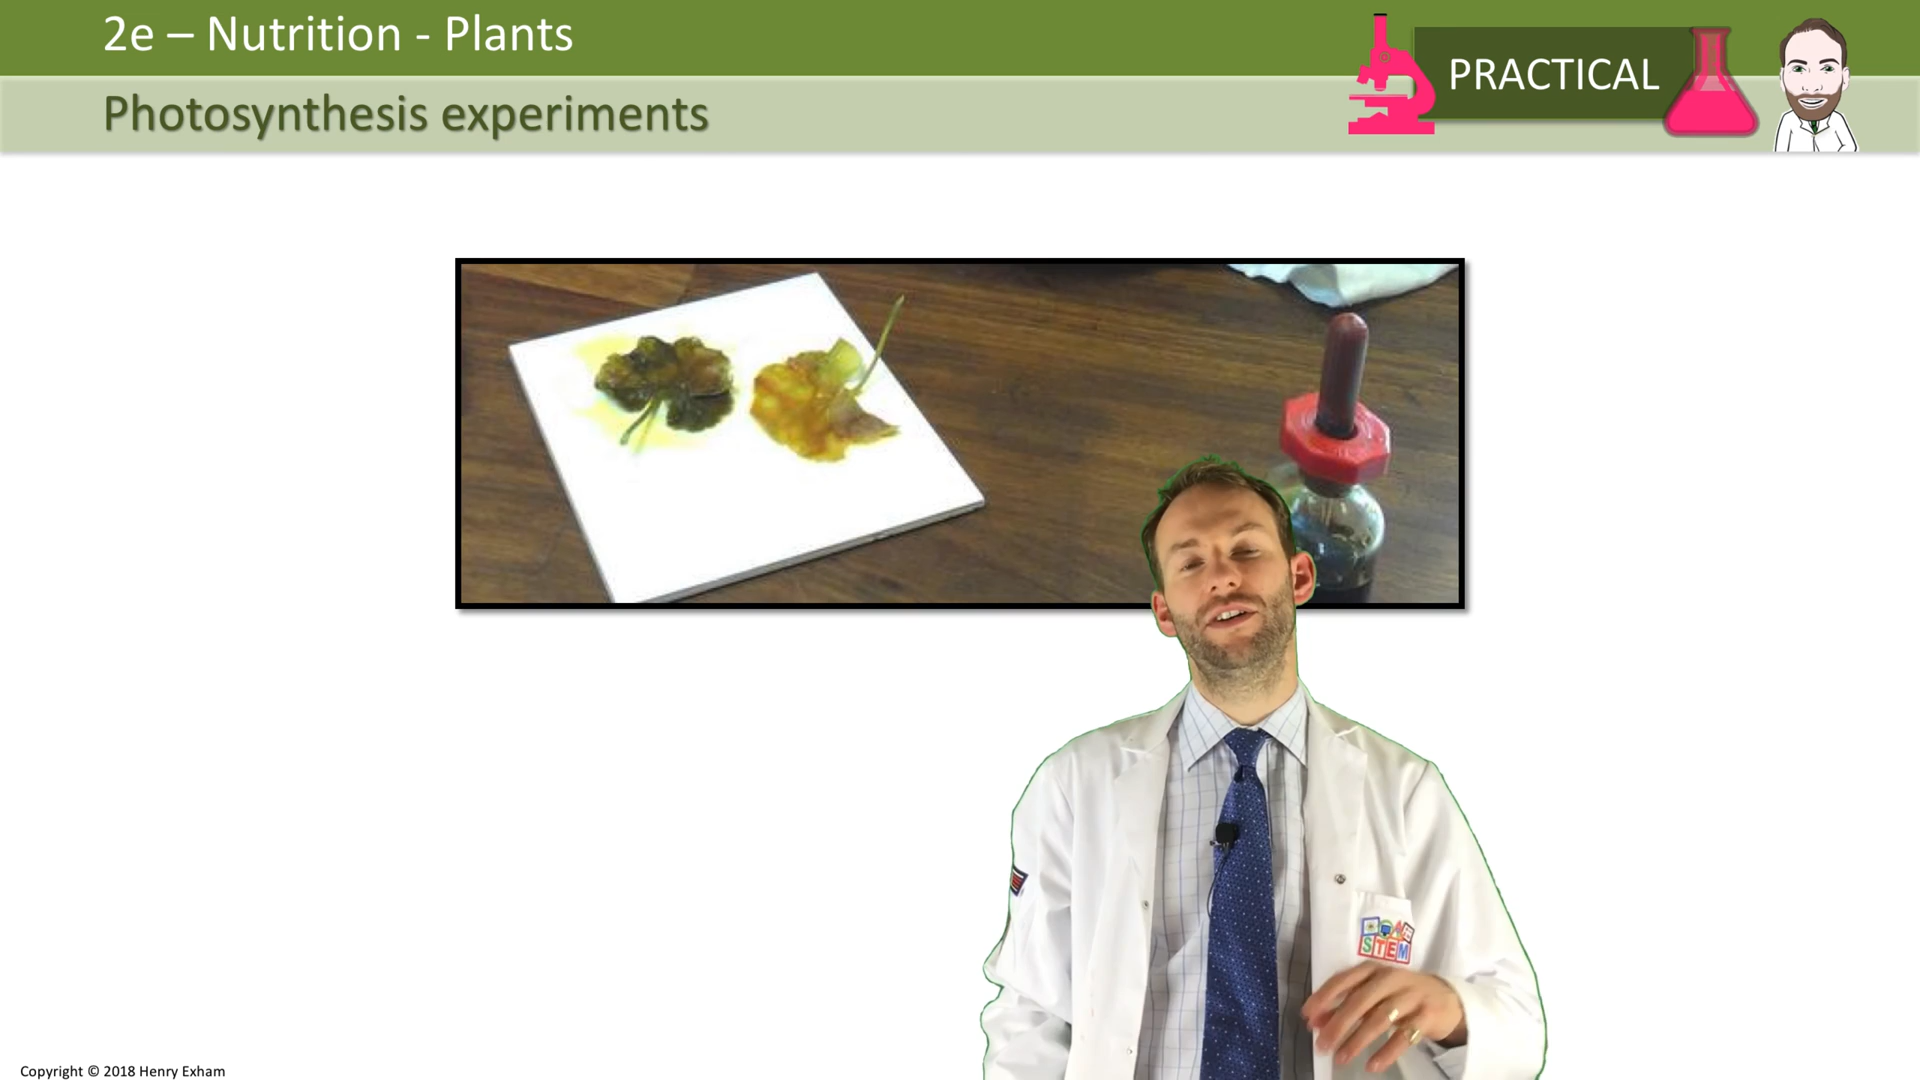 2e – Nutrition - Plants
Photosynthesis experiments
PRACTICAL
STEM
Copyright © 2018 Henry Exham